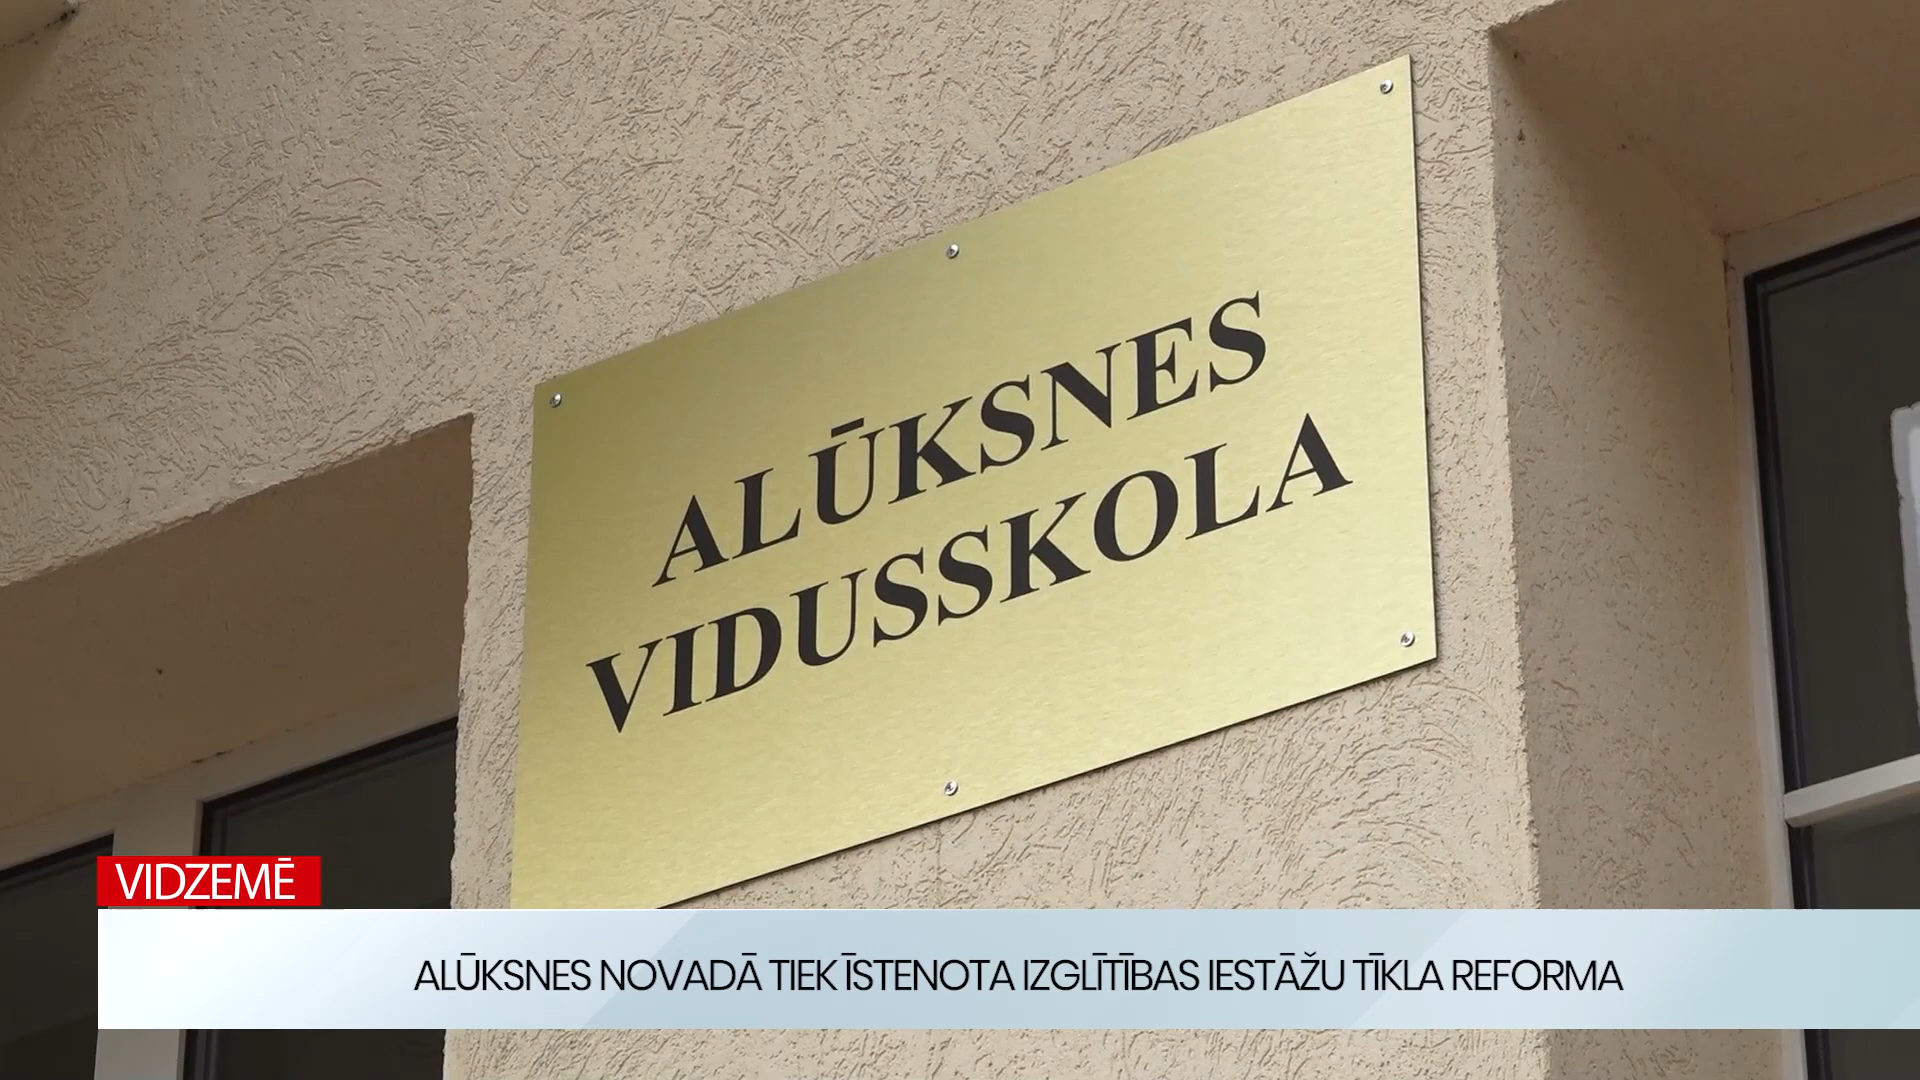 ALŪKSNES
VIDUSSKOLA
VIDZEMĒ
ALŪKSNES NOVADĀ TIEK ĪSTENOTA IZGLĪTĪBAS IESTĀŽU TĪKLA REFORMA